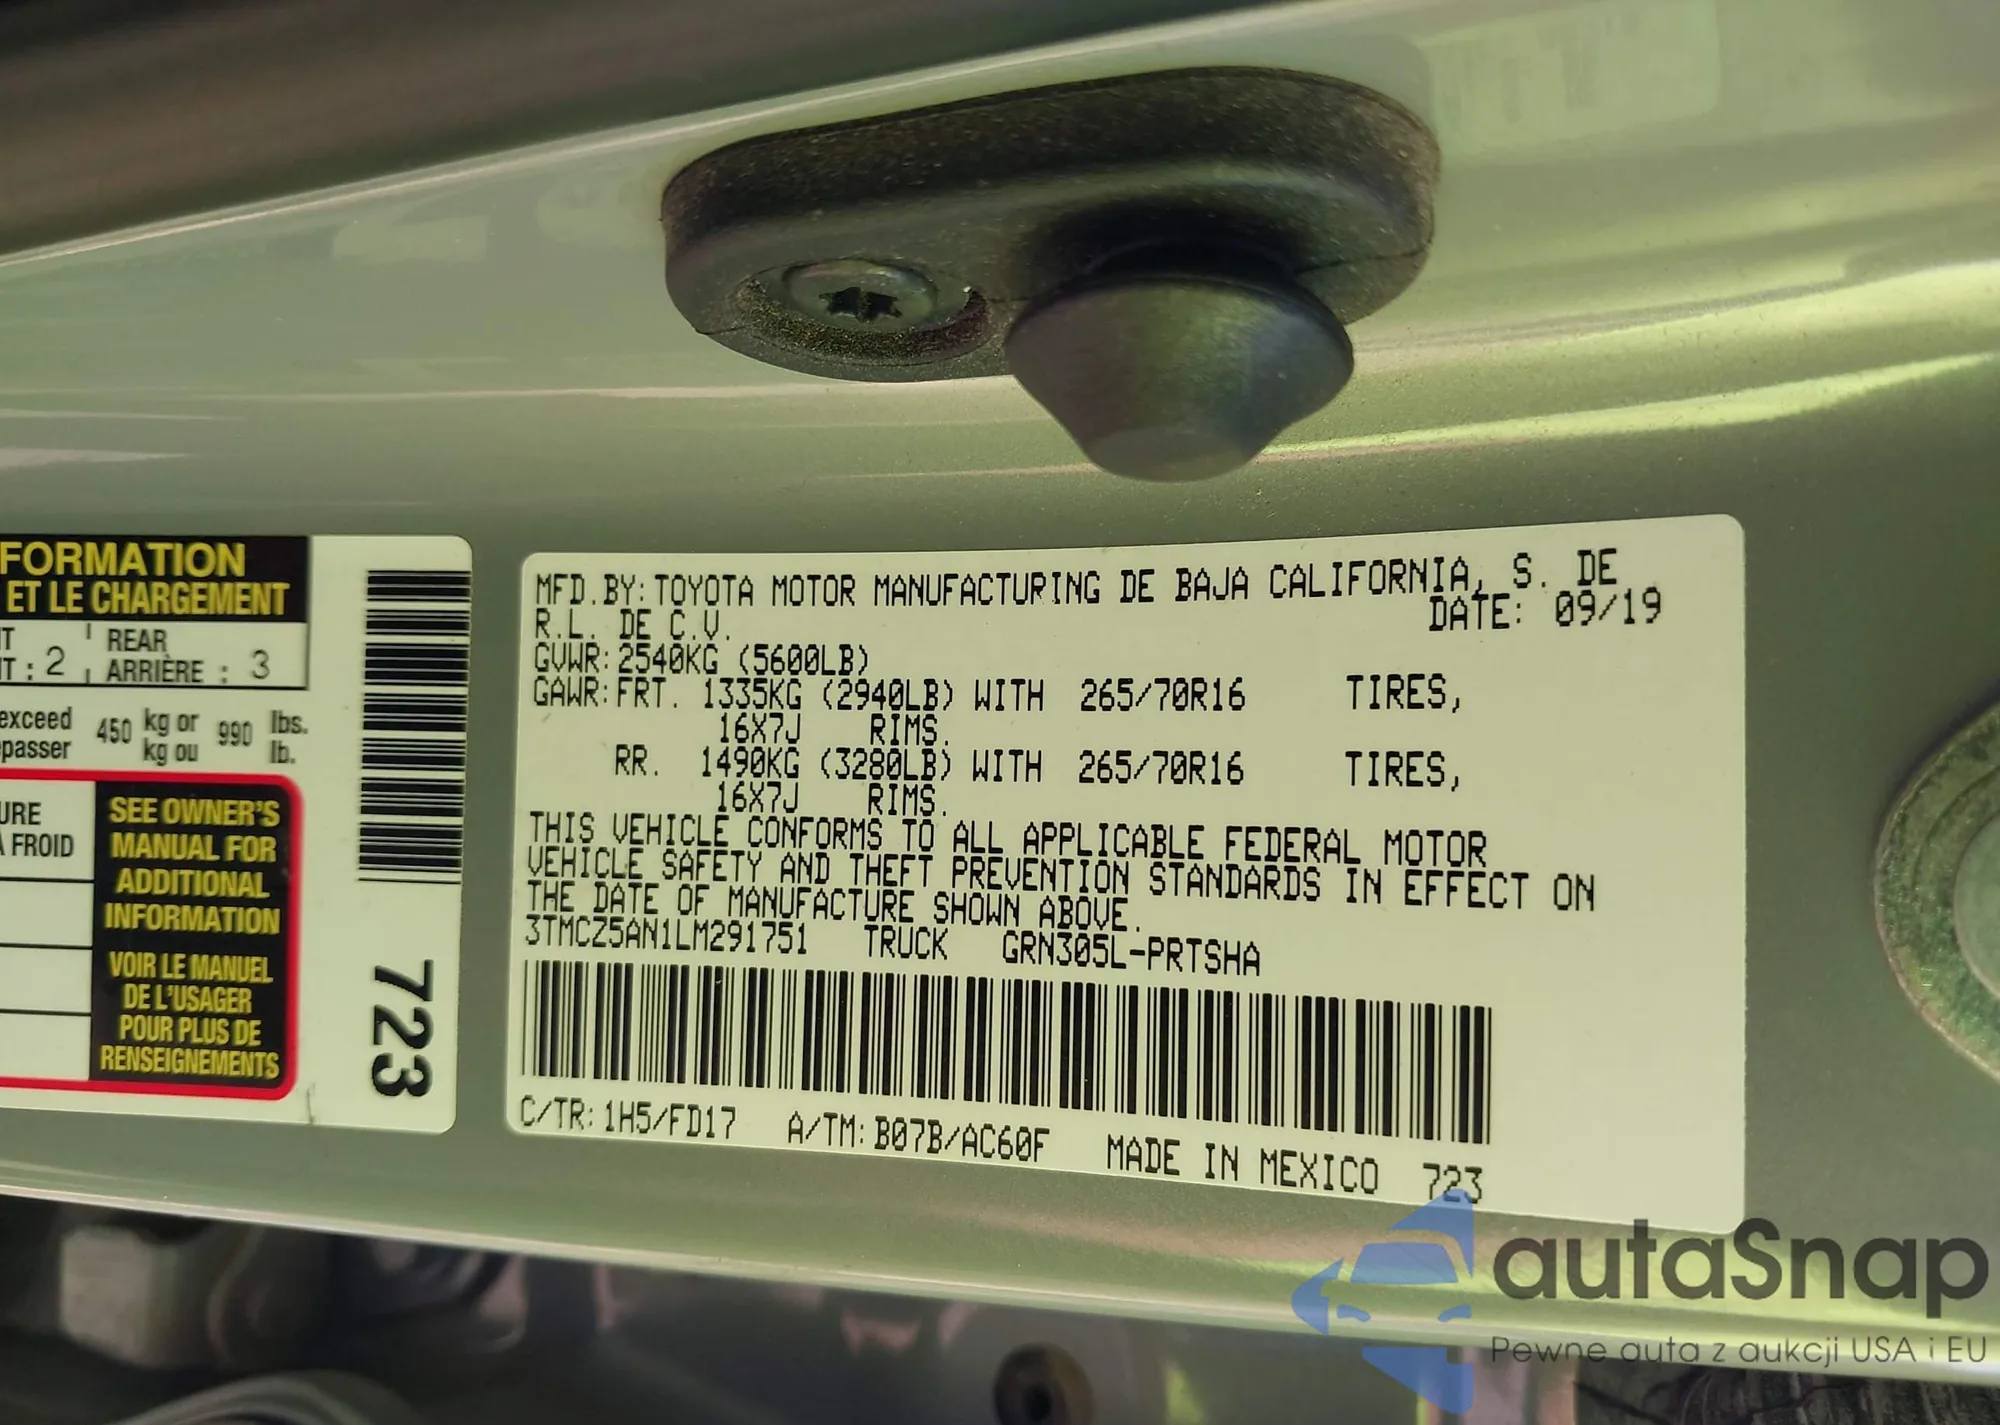 FORMATION
ET LE CHARGEMENT
REAR
: 2 ARRIÈRE : 3
exceed 450 kg or 990 lbs.
kg ou lb.
SEE OWNER'S
MANUAL FOR
ADDITIONAL
INFORMATION
VOIR LE MANUEL
DE L'USAGER
POUR PLUS DE
RENSEIGNEMENTS
À FROID
723
MFD.BY: TOYOTA MOTOR MANUFACTURING DE BAJA CALIFORNIA, S. DE
R.L. DE C.V. DATE: 09/19
GVWR: 2540KG (5600LB)
GAWR: FRT. 1335KG (2940LB) WITH 265/70R16 TIRES,
16X7J RIMS.
RR. 1490KG (3280LB) WITH 265/70R16 TIRES,
16X7J RIMS.
THIS VEHICLE CONFORMS TO ALL APPLICABLE FEDERAL MOTOR
VEHICLE SAFETY AND THEFT PREVENTION STANDARDS IN EFFECT ON
THE DATE OF MANUFACTURE SHOWN ABOVE.
3TMCZ5AN1LM291751 TRUCK GRN305L-PRTSHA
C/TR: 1H5/FD17 A/TM: B07B/AC60F MADE IN MEXICO 723
autaSnap
Pewne auta z aukcji USA i EU